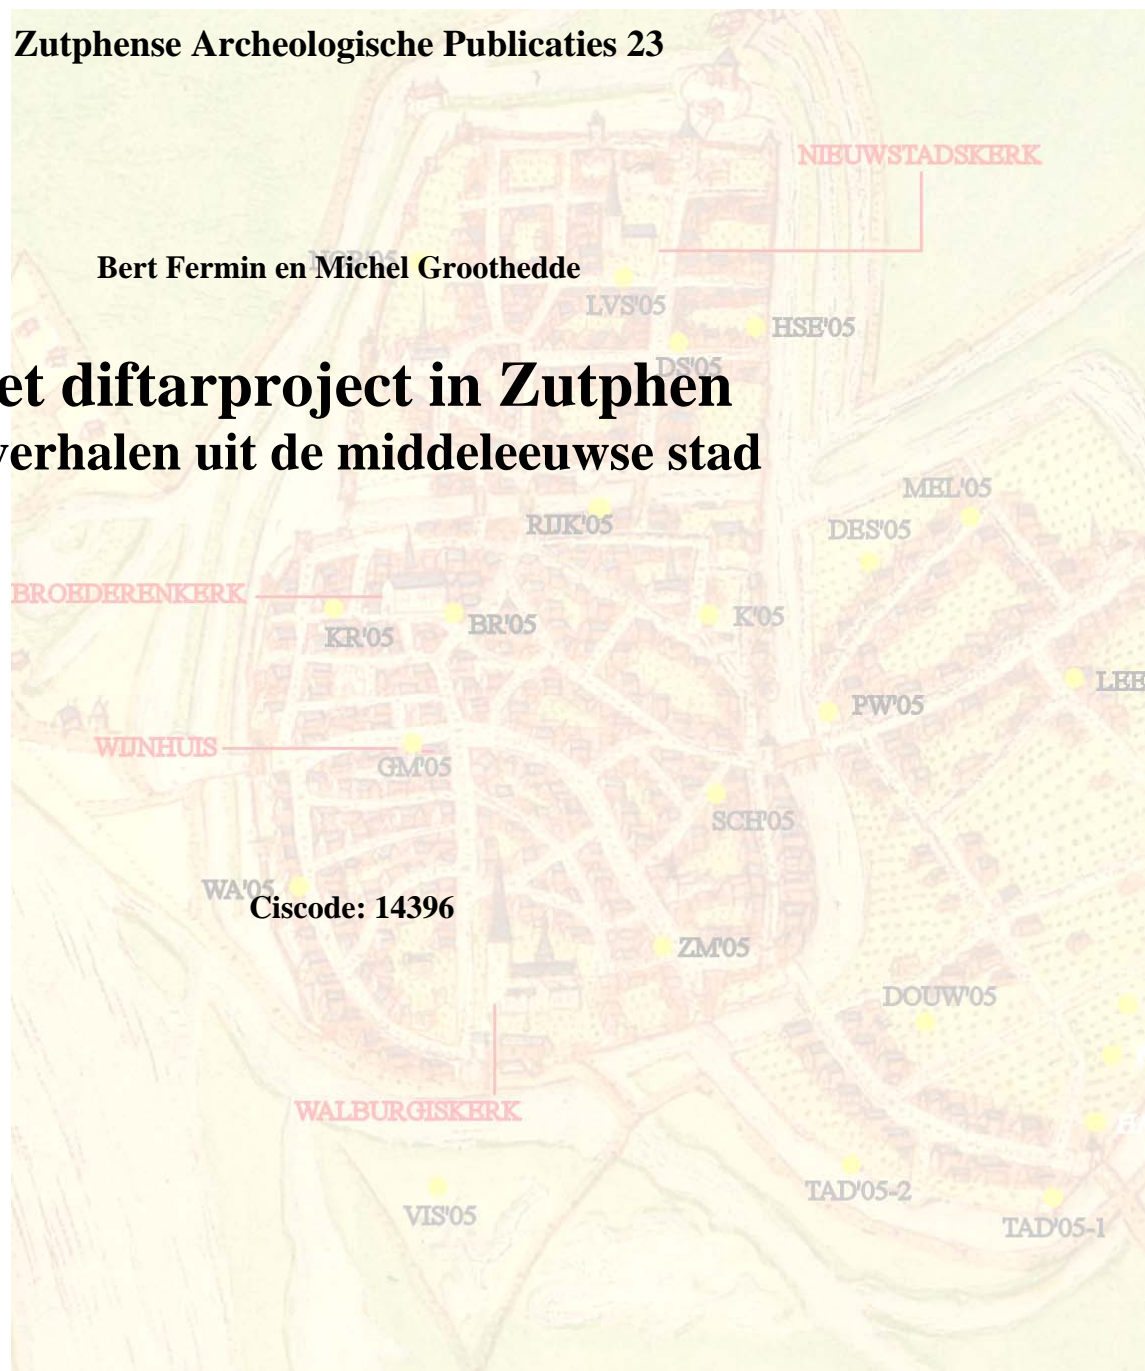 Zutphense Archeologische Publicaties 23
NIEUWSTADSKERK
Bert Fermin en Michel Groothedde
LVS'05
HSE'05
DS'05
et diftarproject in Zutphen
verhalen uit de middeleeuwse stad
MEL'05
RIJK'05
DES'05
BROEDERENKERK
KR'05
BR'05
K'05
LEE
PW'05
WIJNHUIS
GM'05
SCH'05
WA'05
Ciscode: 14396
ZM'05
DOUW'05
WALBURGISKERK
TAD'05-2
VIS'05
TAD'05-1